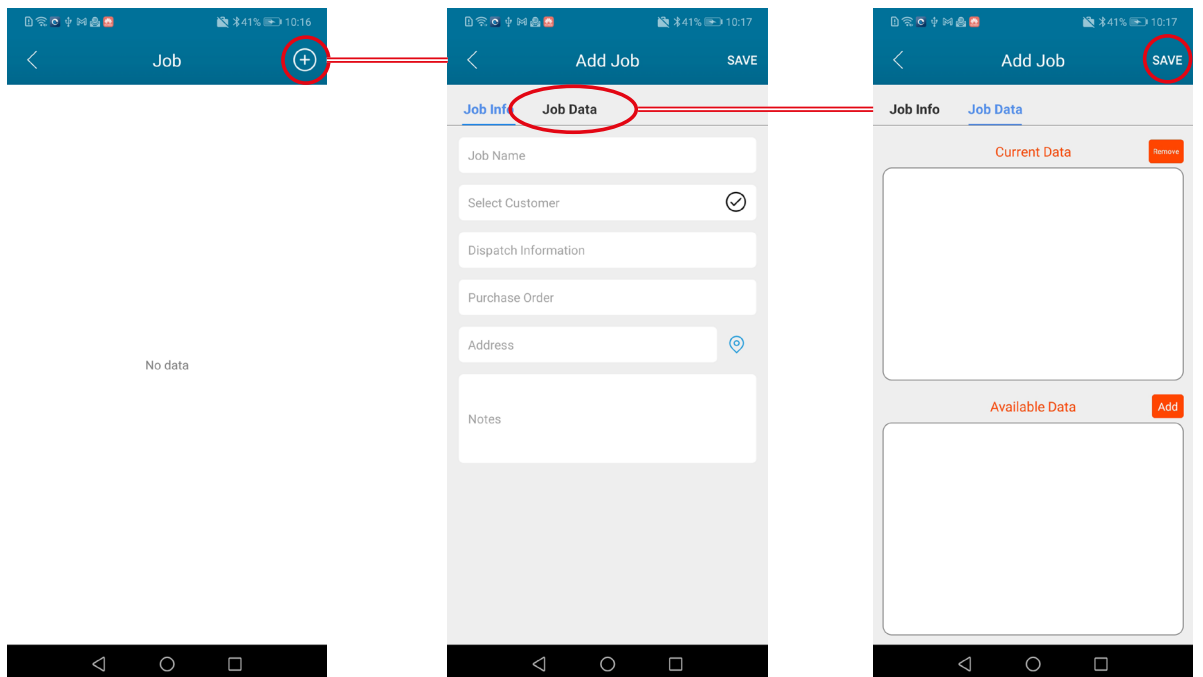 41% 10:16
Job
No data
41% 10:17
Add Job
SAVE
Job Info
Job Data
Job Name
Select Customer
Dispatch Information
Purchase Order
Address
Notes
41% 10:17
Add Job
SAVE
Job Info
Job Data
Current Data
Remove
Available Data
Add